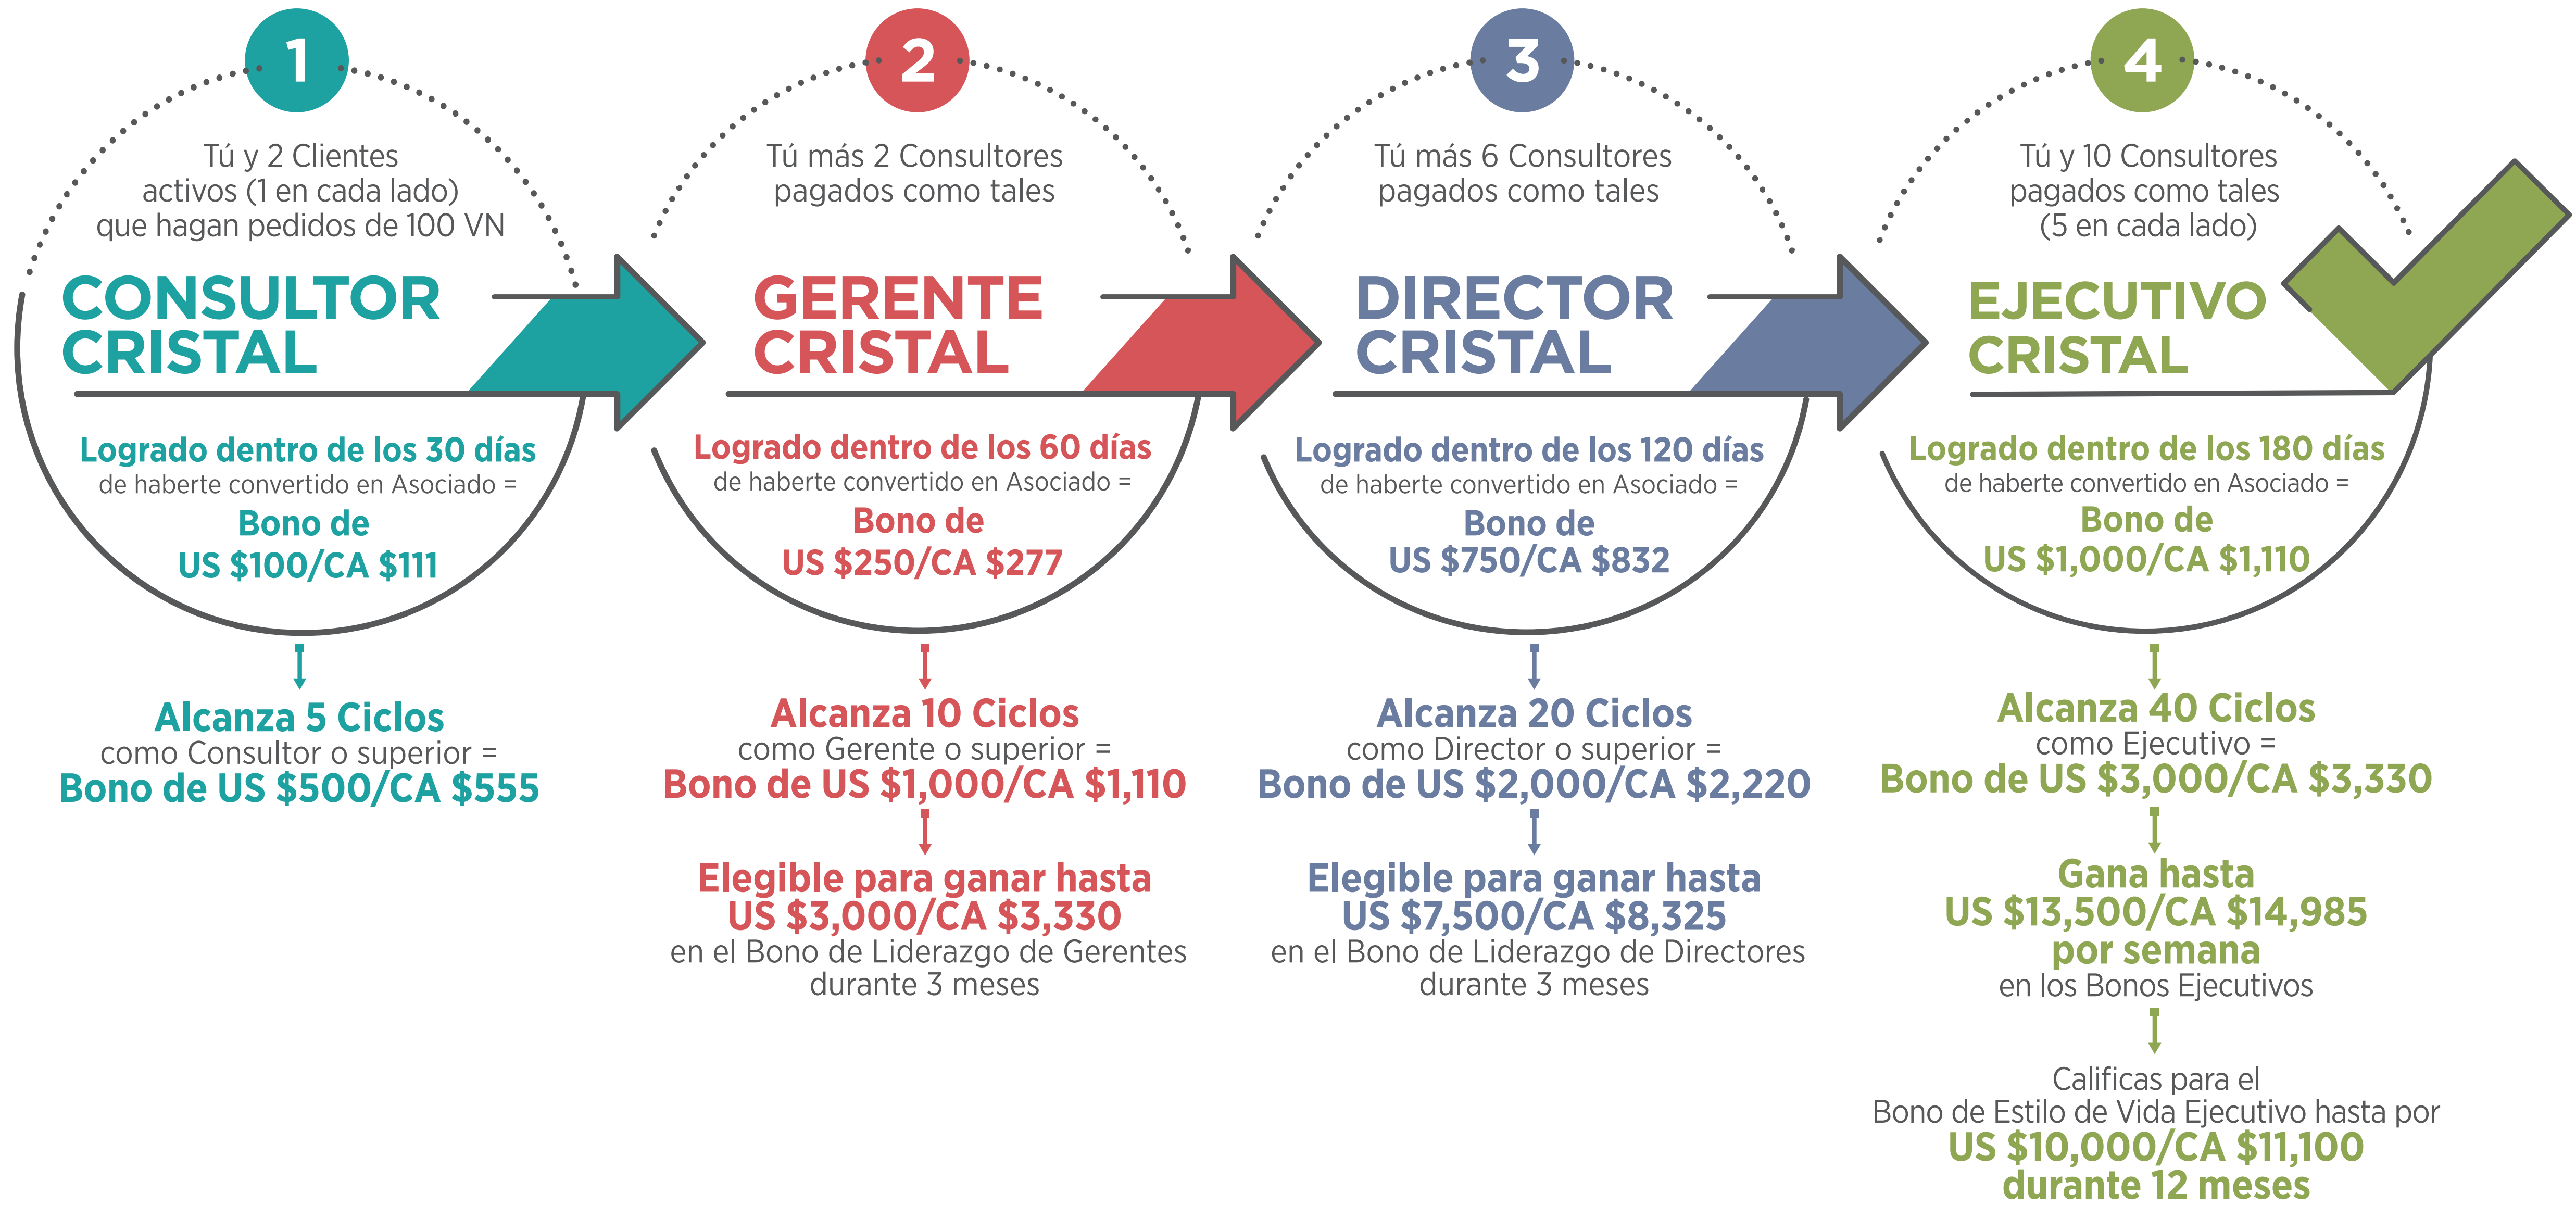 1
Tú y 2 Clientes
activos (1 en cada lado)
que hagan pedidos de 100 VN
CONSULTOR
CRISTAL
Logrado dentro de los 30 días
de haberte convertido en Asociado =
Bono de
US $100/CA $111
Alcanza 5 Ciclos
como Consultor o superior =
Bono de US $500/CA $555
2
Tú más 2 Consultores
pagados como tales
GERENTE
CRISTAL
Logrado dentro de los 60 días
de haberte convertido en Asociado =
Bono de
US $250/CA $277
Alcanza 10 Ciclos
como Gerente o superior =
Bono de US $1,000/CA $1,110
Elegible para ganar hasta
US $3,000/CA $3,330
en el Bono de Liderazgo de Gerentes
durante 3 meses
3
Tú más 6 Consultores
pagados como tales
DIRECTOR
CRISTAL
Logrado dentro de los 120 días
de haberte convertido en Asociado =
Bono de
US $750/CA $832
Alcanza 20 Ciclos
como Director o superior =
Bono de US $2,000/CA $2,220
Elegible para ganar hasta
US $7,500/CA $8,325
en el Bono de Liderazgo de Directores
durante 3 meses
4
Tú y 10 Consultores
pagados como tales
(5 en cada lado)
EJECUTIVO
CRISTAL
Logrado dentro de los 180 días
de haberte convertido en Asociado =
Bono de
US $1,000/CA $1,110
Alcanza 40 Ciclos
como Ejecutivo =
Bono de US $3,000/CA $3,330
Gana hasta
US $13,500/CA $14,985
por semana
en los Bonos Ejecutivos
Calificas para el
Bono de Estilo de Vida Ejecutivo hasta por
US $10,000/CA $11,100
durante 12 meses